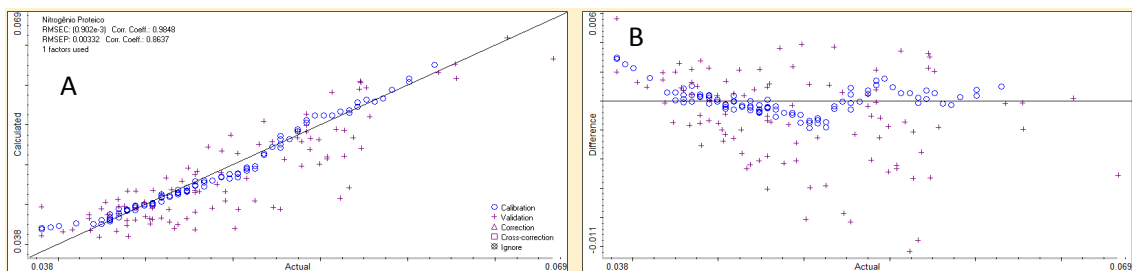 0.069
Nitrogênio Proteico
RMSEC: (0.902e-3) Corr. Coeff.: 0.9848
RMSEP: 0.00332 Corr. Coeff.: 0.8637
1 factors used
A
Calculated
0.038
Calibration
Validation
Correction
Cross-correction
Ignore
0.038 Actual 0.069
0.006
B
Difference
-0.011
0.038 Actual 0.069